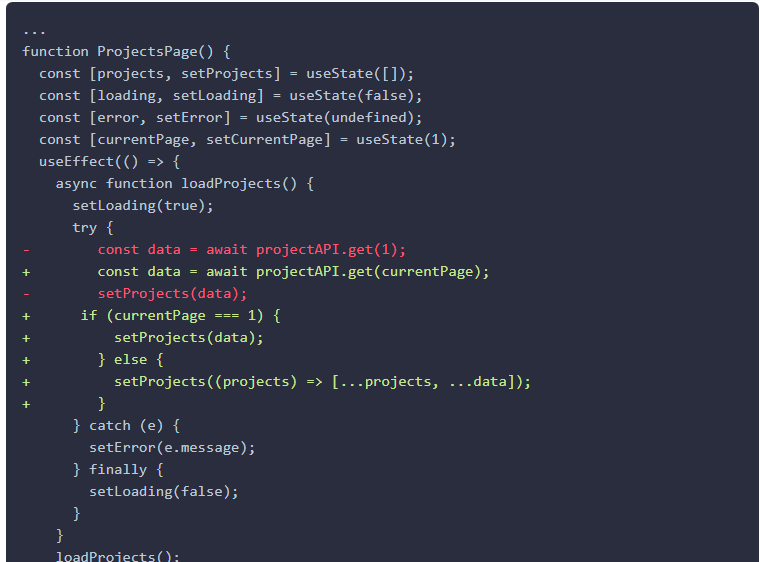 ...
function ProjectsPage() {
  const [projects, setProjects] = useState([]);
  const [loading, setLoading] = useState(false);
  const [error, setError] = useState(undefined);
  const [currentPage, setCurrentPage] = useState(1);
  useEffect(() => {
    async function loadProjects() {
      setLoading(true);
      try {
-        const data = await projectAPI.get(1);
+        const data = await projectAPI.get(currentPage);
-        setProjects(data);
+      if (currentPage === 1) {
+          setProjects(data);
+        } else {
+          setProjects((projects) => [...projects, ...data]);
+        }
      } catch (e) {
        setError(e.message);
      } finally {
        setLoading(false);
      }
    }
    loadProjects();